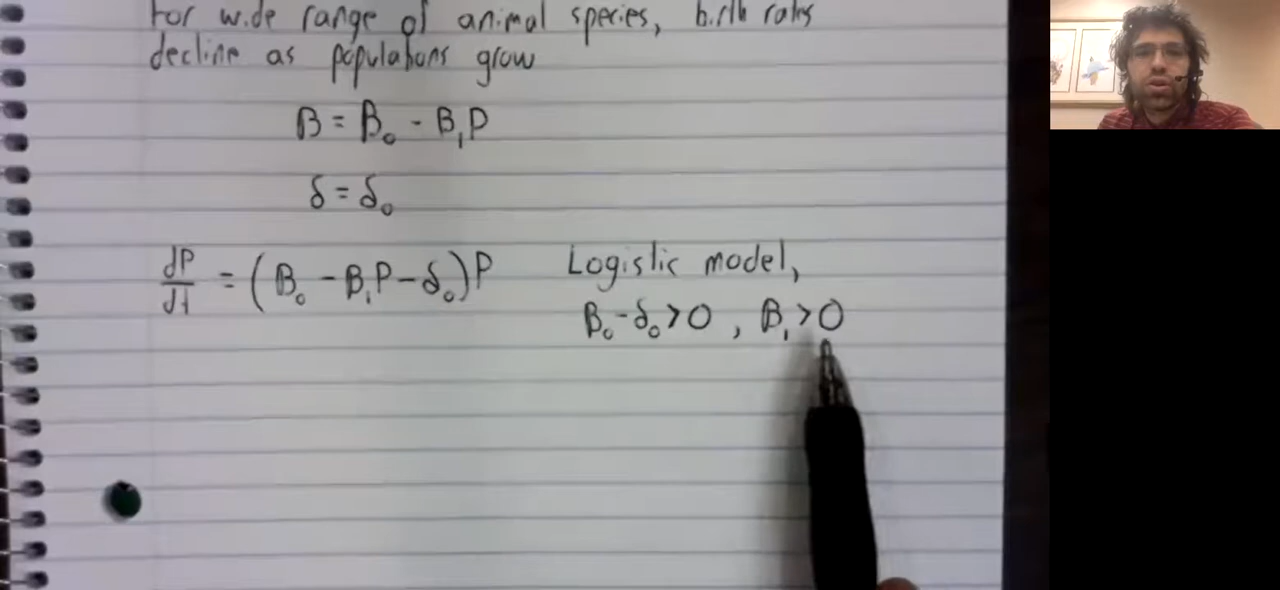 For wide range of animal species, birth rates
decline as populations grow
β = β₀ - β₁P
δ = δ₀
dP/dt = (β₀ - β₁P - δ₀)P
Logistic model,
β₀ - δ₀ > 0 , β₁ > 0